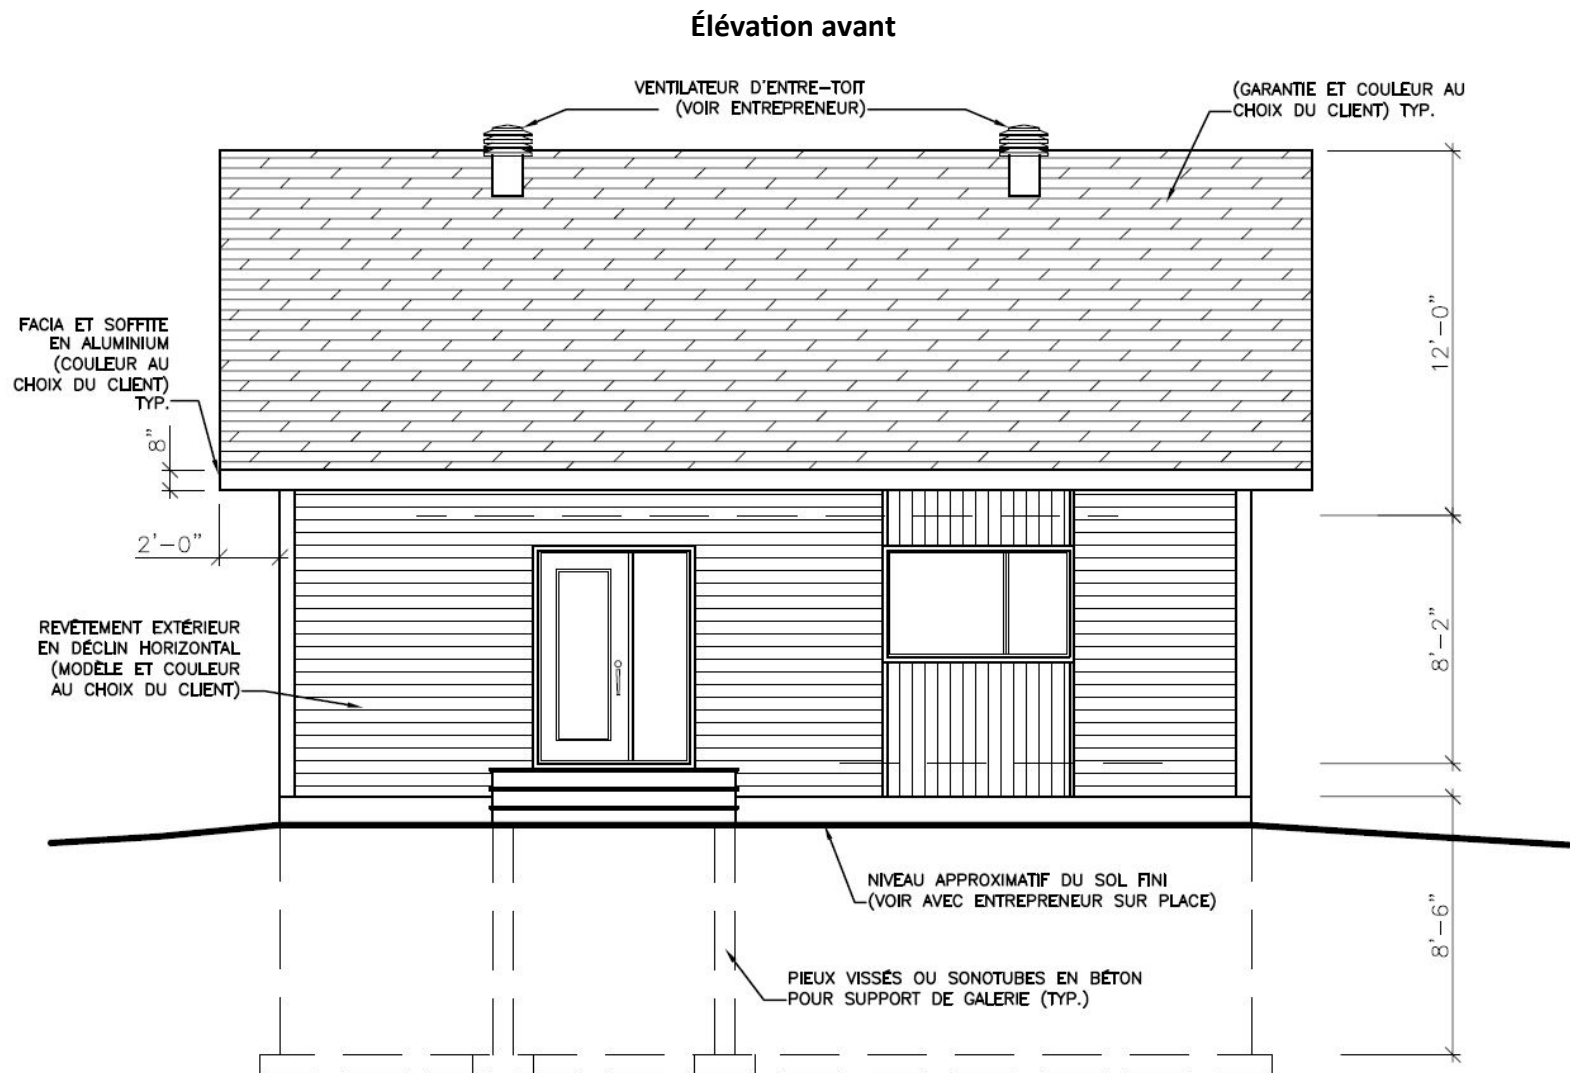 Élévation avant
VENTILATEUR D'ENTRE-TOIT
(VOIR ENTREPRENEUR)
(GARANTIE ET COULEUR AU
CHOIX DU CLIENT) TYP.
12'-0"
FACIA ET SOFFITE
EN ALUMINIUM
(COULEUR AU
CHOIX DU CLIENT)
TYP.
8"
2'-0"
8'-2"
REVÊTEMENT EXTÉRIEUR
EN DÉCLIN HORIZONTAL
(MODÈLE ET COULEUR
AU CHOIX DU CLIENT)
NIVEAU APPROXIMATIF DU SOL FINI
(VOIR AVEC ENTREPRENEUR SUR PLACE)
8'-6"
PIEUX VISSÉS OU SONOTUBES EN BÉTON
POUR SUPPORT DE GALERIE (TYP.)